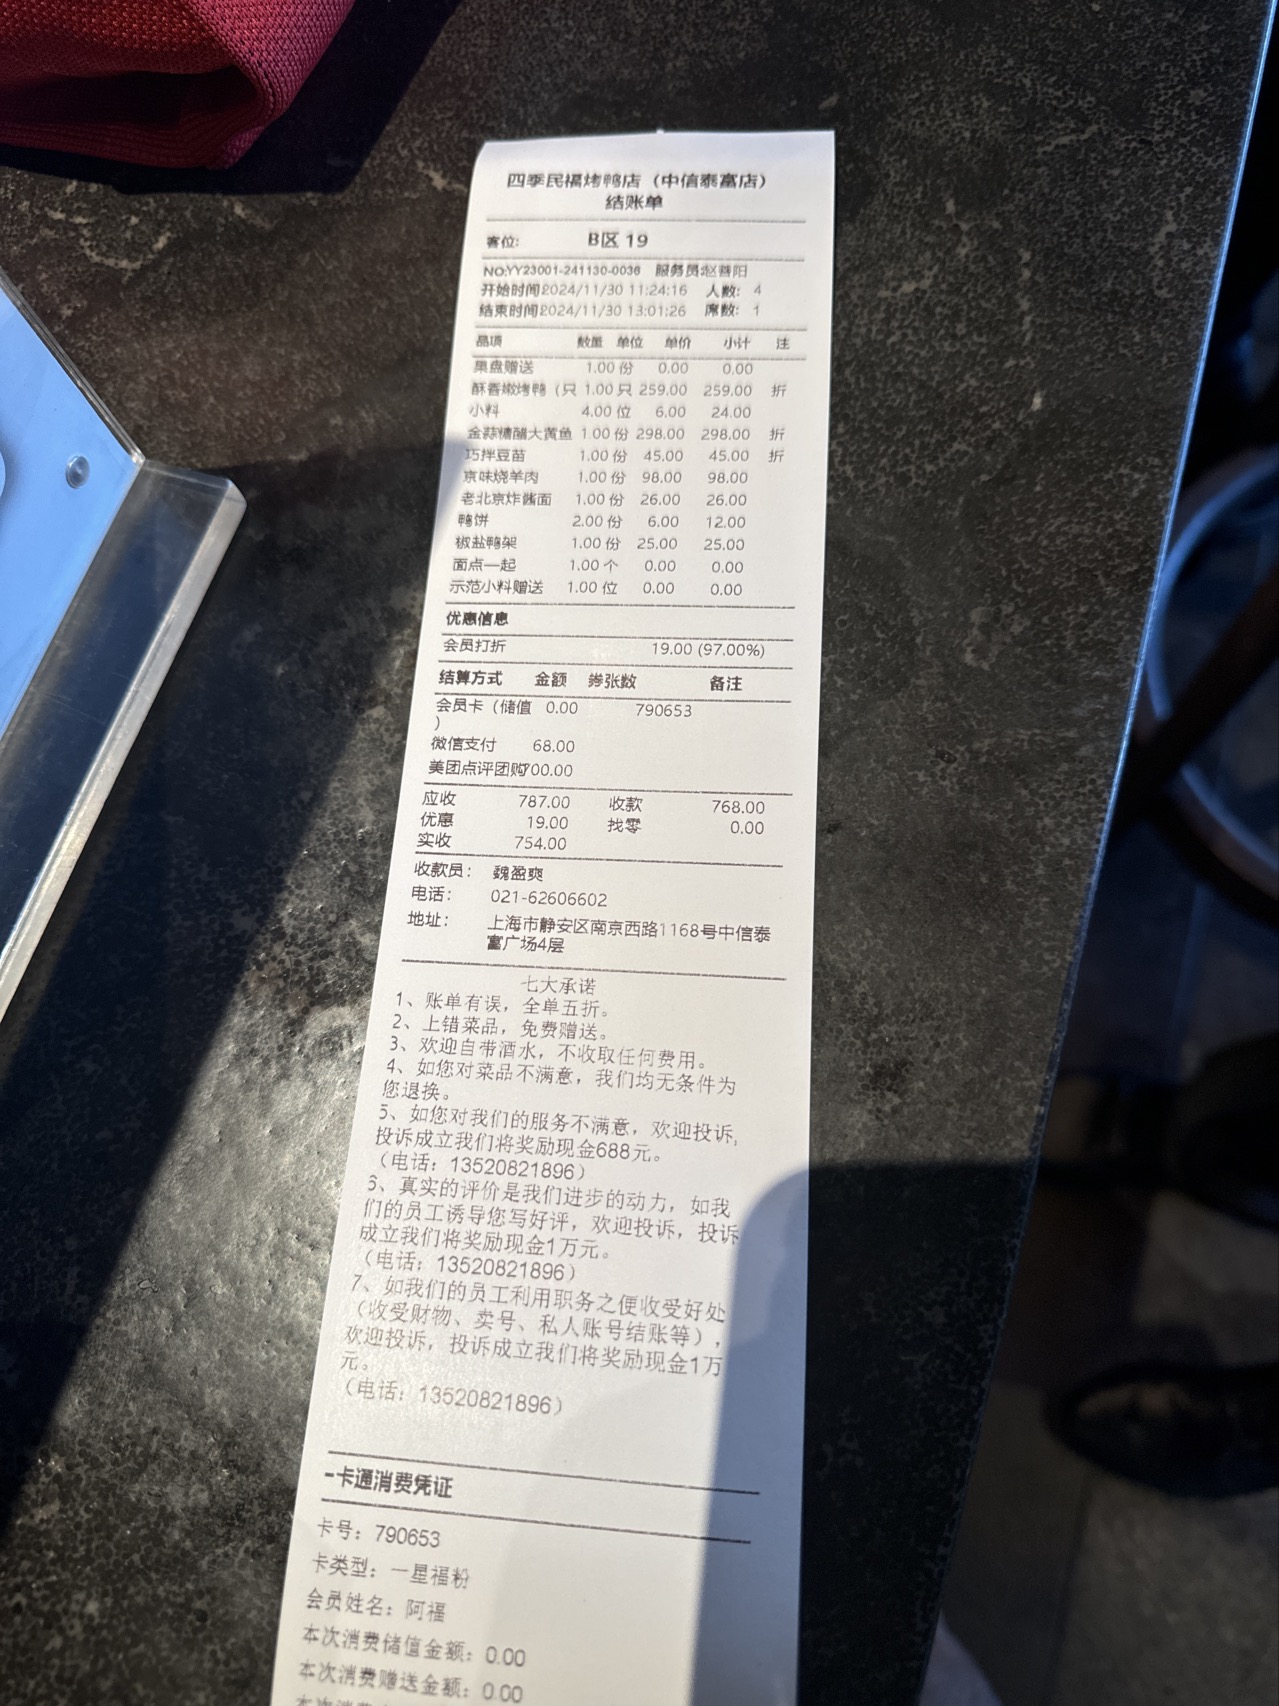 四季民福烤鸭店（中信泰富店）
结账单
客位: B区 19
NO:YY23001-241130-0036 服务员:赵
开始时间:2024/11/30 11:24:16 人数: 4
结束时间:2024/11/30 13:01:26 席数: 1
品项 数量 单位 单价 小计 注
果盘赠送 1.00 份 0.00 0.00
酥香嫩烤鸭（只 1.00 只 259.00 259.00 折
小料 4.00 位 6.00 24.00
金蒜糖醋大黄鱼 1.00 份 298.00 298.00 折
巧拌豆苗 1.00 份 45.00 45.00 折
京味烧羊肉 1.00 份 98.00 98.00
老北京炸酱面 1.00 份 26.00 26.00
鸭饼 2.00 份 6.00 12.00
椒盐鸭架 1.00 份 25.00 25.00
面点一起 1.00 个 0.00 0.00
示范小料赠送 1.00 位 0.00 0.00
优惠信息
会员打折 19.00 (97.00%)
结算方式 金额 券张数 备注
会员卡（储值 0.00 790653
）
微信支付 68.00
美团点评团购700.00
应收 787.00 收款 768.00
优惠 19.00 找零 0.00
实收 754.00
收款员: 魏盈爽
电话: 021-62606602
地址: 上海市静安区南京西路1168号中信泰
富广场4层
七大承诺
1、账单有误，全单五折。
2、上错菜品，免费赠送。
3、欢迎自带酒水，不收取任何费用。
4、如您对菜品不满意，我们均无条件为
您退换。
5、如您对我们的服务不满意，欢迎投诉，
投诉成立我们将奖励现金688元。
（电话：13520821896）
6、真实的评价是我们进步的动力，如我
们的员工诱导您写好评，欢迎投诉，投诉
成立我们将奖励现金1万元。
（电话：13520821896）
7、如我们的员工利用职务之便收受好处
（收受财物、卖号、私人账号结账等），
欢迎投诉，投诉成立我们将奖励现金1万
元。
（电话：13520821896）
一卡通消费凭证
卡号：790653
卡类型：一星福粉
会员姓名：阿福
本次消费储值金额：0.00
本次消费赠送金额：0.00